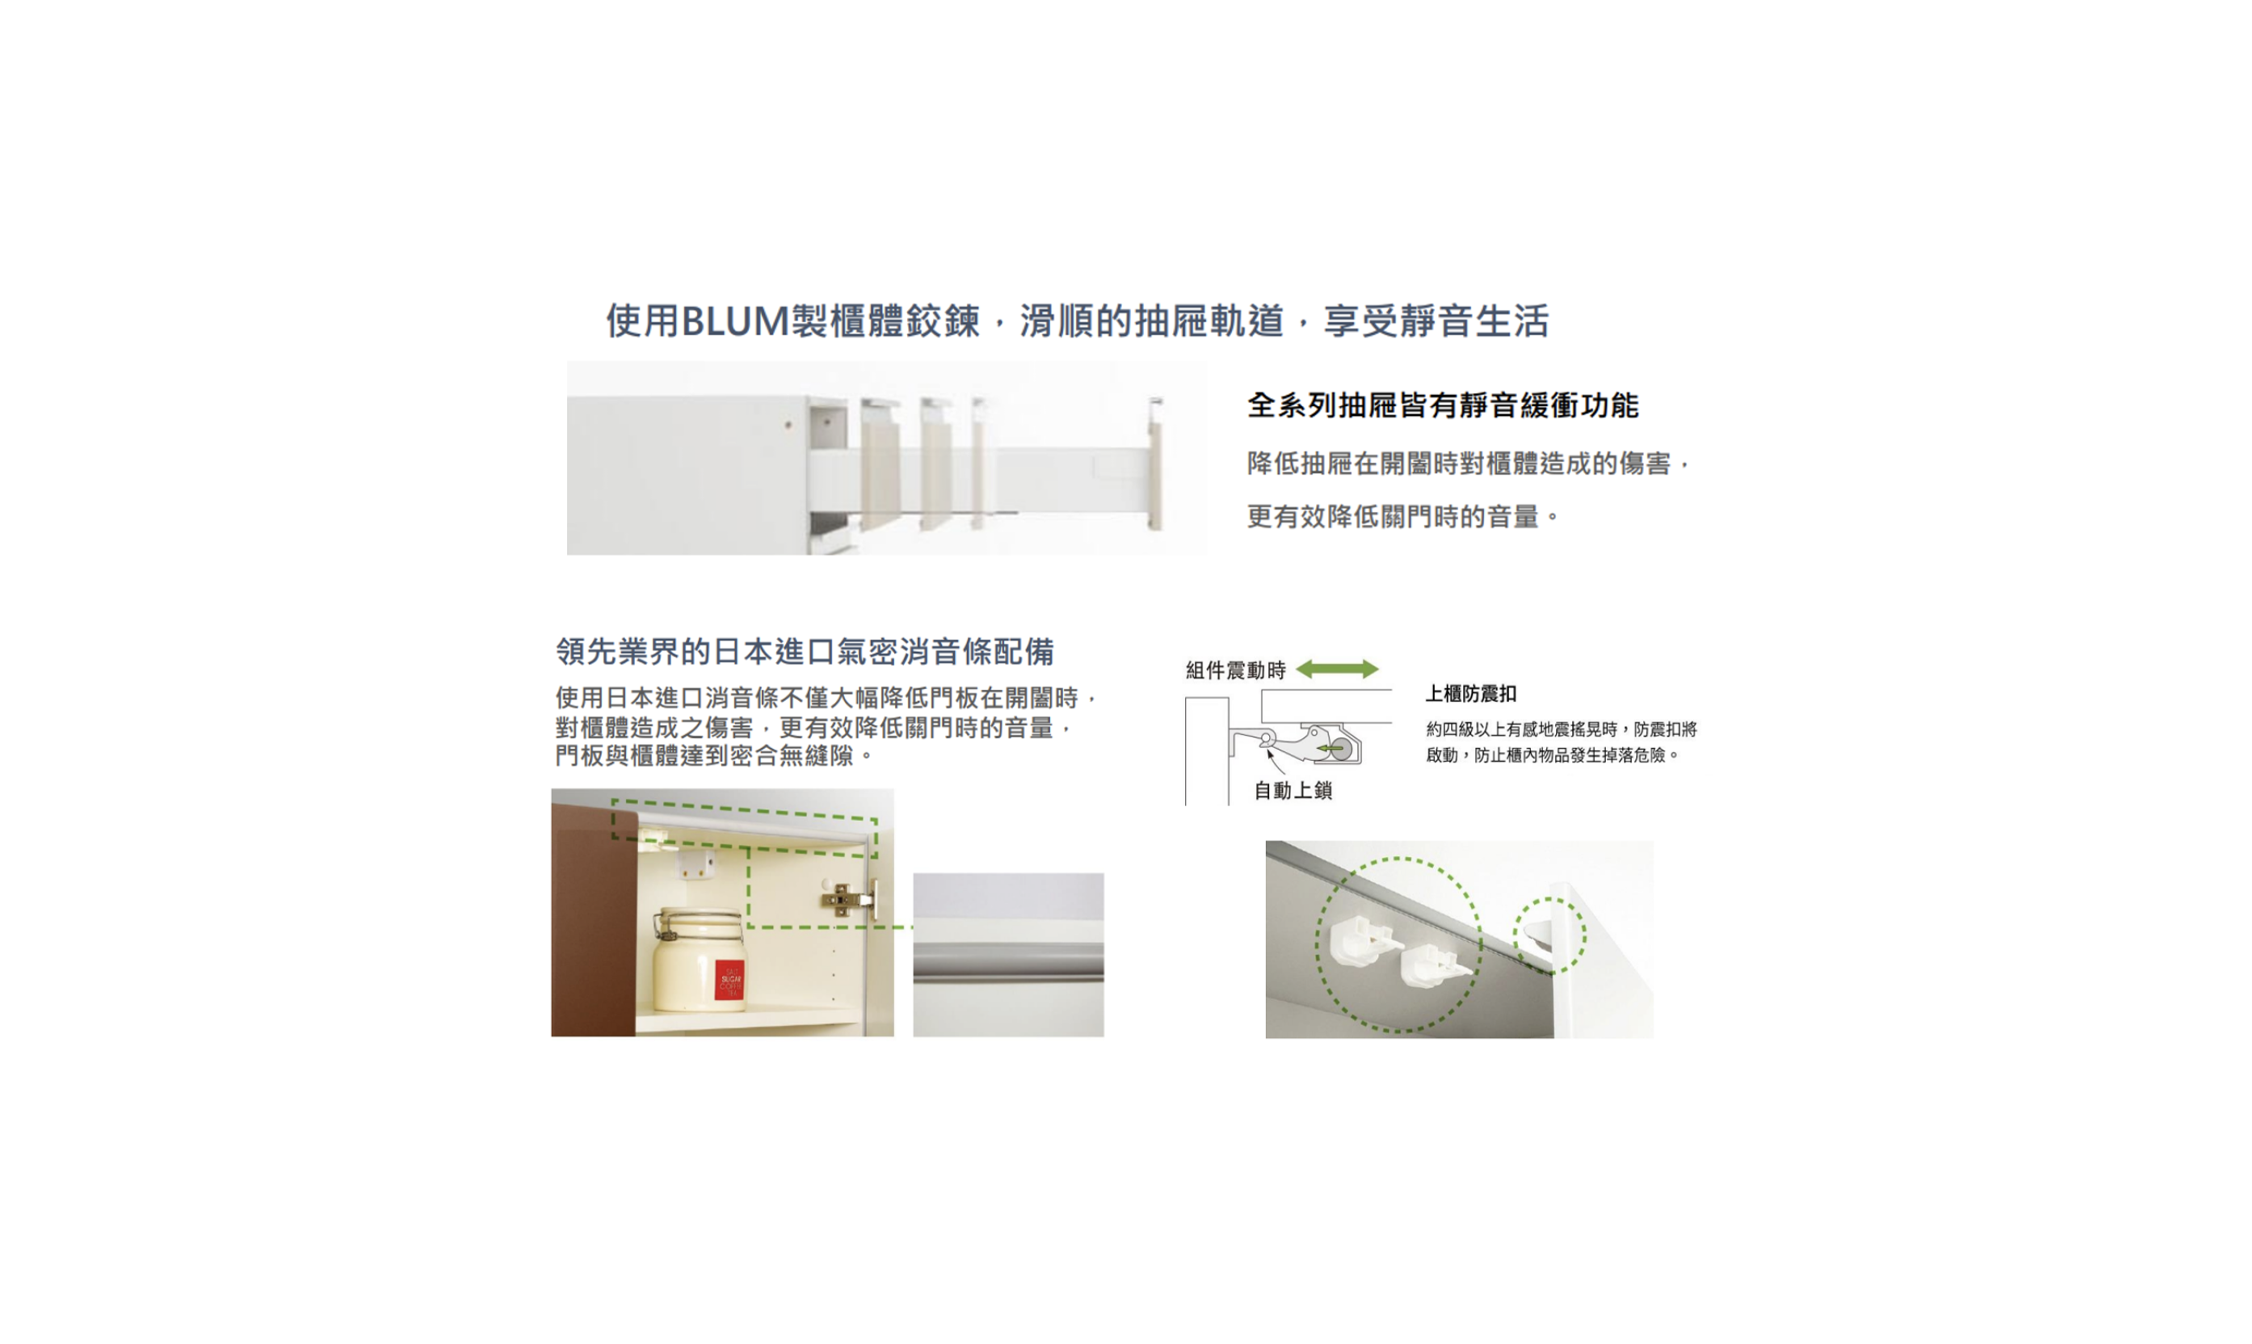 使用BLUM製櫃體鉸鍊，滑順的抽屜軌道，享受靜音生活
全系列抽屜皆有靜音緩衝功能
降低抽屜在開闔時對櫃體造成的傷害，
更有效降低關門時的音量。
領先業界的日本進口氣密消音條配備
使用日本進口消音條不僅大幅降低門板在開闔時，
對櫃體造成之傷害，更有效降低關門時的音量，
門板與櫃體達到密合無縫隙。
組件震動時
自動上鎖
上櫃防震扣
約四級以上有感地震搖晃時，防震扣將
啟動，防止櫃內物品發生掉落危險。
SUGAR